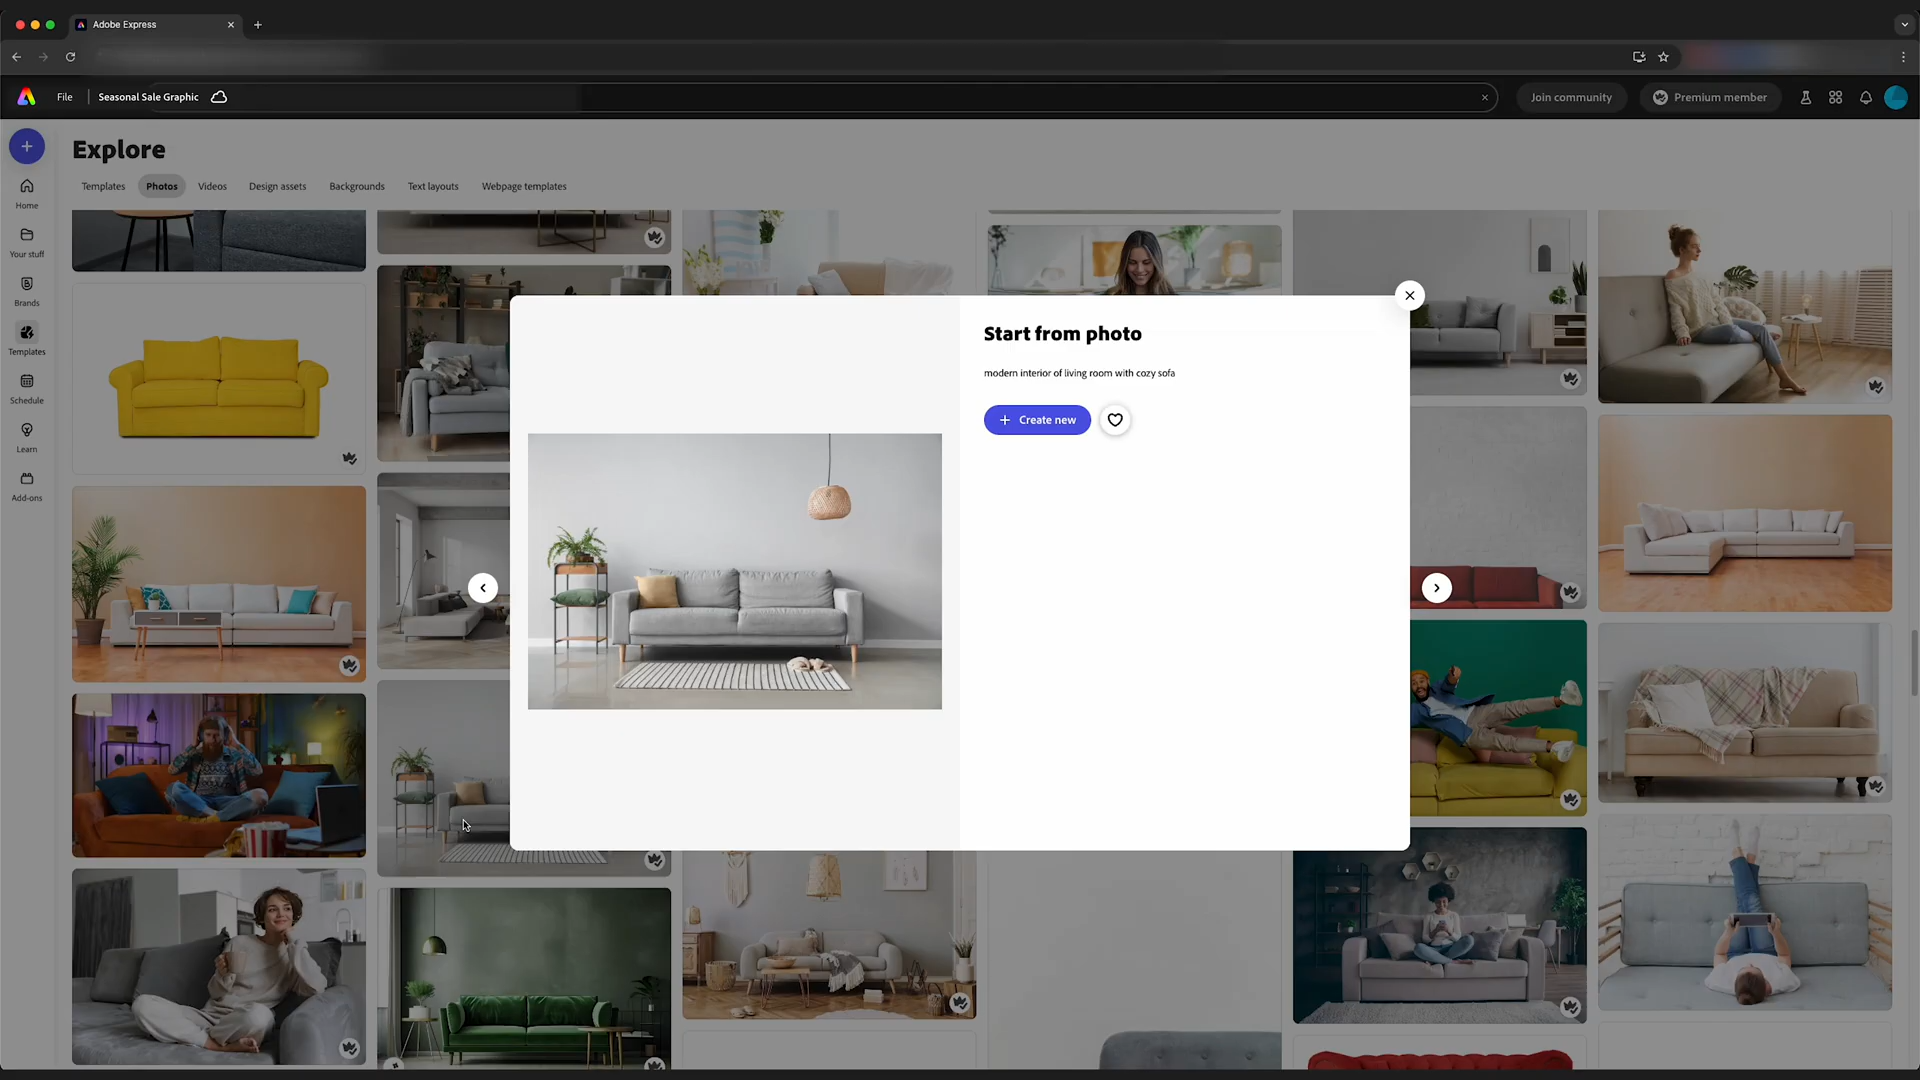 Adobe Express
File
Seasonal Sale Graphic
Join community
Premium member
Explore
Templates
Photos
Videos
Design assets
Backgrounds
Text layouts
Webpage templates
Home
Your stuff
Brands
Templates
Schedule
Learn
Add-ons
Start from photo
modern interior of living room with cozy sofa
Create new